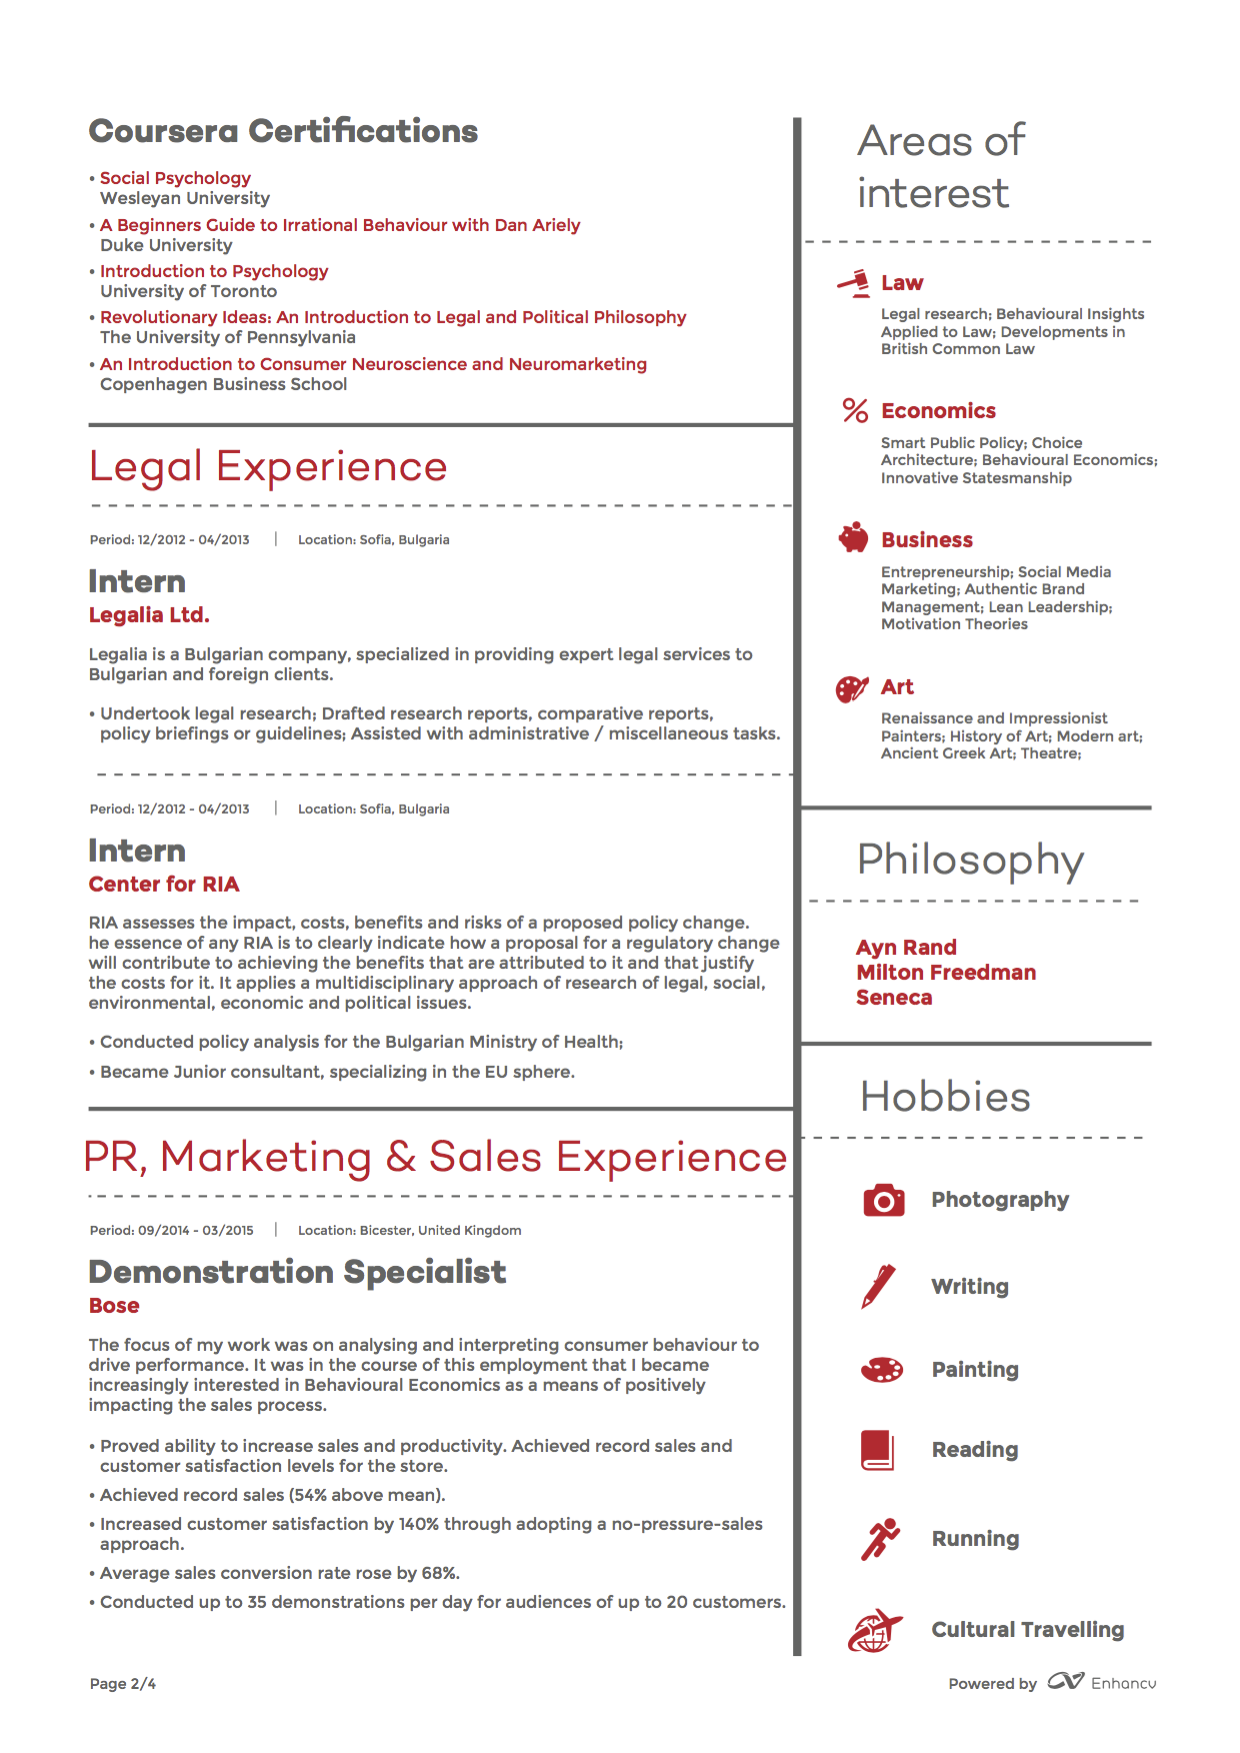 Coursera Certifications
• Social Psychology
Wesleyan University
• A Beginners Guide to Irrational Behaviour with Dan Ariely
Duke University
• Introduction to Psychology
University of Toronto
• Revolutionary Ideas: An Introduction to Legal and Political Philosophy
The University of Pennsylvania
• An Introduction to Consumer Neuroscience and Neuromarketing
Copenhagen Business School
Legal Experience
Period: 12/2012 - 04/2013 | Location: Sofia, Bulgaria
Intern
Legalia Ltd.
Legalia is a Bulgarian company, specialized in providing expert legal services to
Bulgarian and foreign clients.
• Undertook legal research; Drafted research reports, comparative reports,
policy briefings or guidelines; Assisted with administrative / miscellaneous tasks.
Period: 12/2012 - 04/2013 | Location: Sofia, Bulgaria
Intern
Center for RIA
RIA assesses the impact, costs, benefits and risks of a proposed policy change.
he essence of any RIA is to clearly indicate how a proposal for a regulatory change
will contribute to achieving the benefits that are attributed to it and that justify
the costs for it. It applies a multidisciplinary approach of research of legal, social,
environmental, economic and political issues.
• Conducted policy analysis for the Bulgarian Ministry of Health;
• Became Junior consultant, specializing in the EU sphere.
PR, Marketing & Sales Experience
Period: 09/2014 - 03/2015 | Location: Bicester, United Kingdom
Demonstration Specialist
Bose
The focus of my work was on analysing and interpreting consumer behaviour to
drive performance. It was in the course of this employment that I became
increasingly interested in Behavioural Economics as a means of positively
impacting the sales process.
• Proved ability to increase sales and productivity. Achieved record sales and
customer satisfaction levels for the store.
• Achieved record sales (54% above mean).
• Increased customer satisfaction by 140% through adopting a no-pressure-sales
approach.
• Average sales conversion rate rose by 68%.
• Conducted up to 35 demonstrations per day for audiences of up to 20 customers.
Areas of
interest
Law
Legal research; Behavioural Insights
Applied to Law; Developments in
British Common Law
Economics
Smart Public Policy; Choice
Architecture; Behavioural Economics;
Innovative Statesmanship
Business
Entrepreneurship; Social Media
Marketing; Authentic Brand
Management; Lean Leadership;
Motivation Theories
Art
Renaissance and Impressionist
Painters; History of Art; Modern art;
Ancient Greek Art; Theatre;
Philosophy
Ayn Rand
Milton Freedman
Seneca
Hobbies
Photography
Writing
Painting
Reading
Running
Cultural Travelling
Page 2/4
Powered by Enhancv